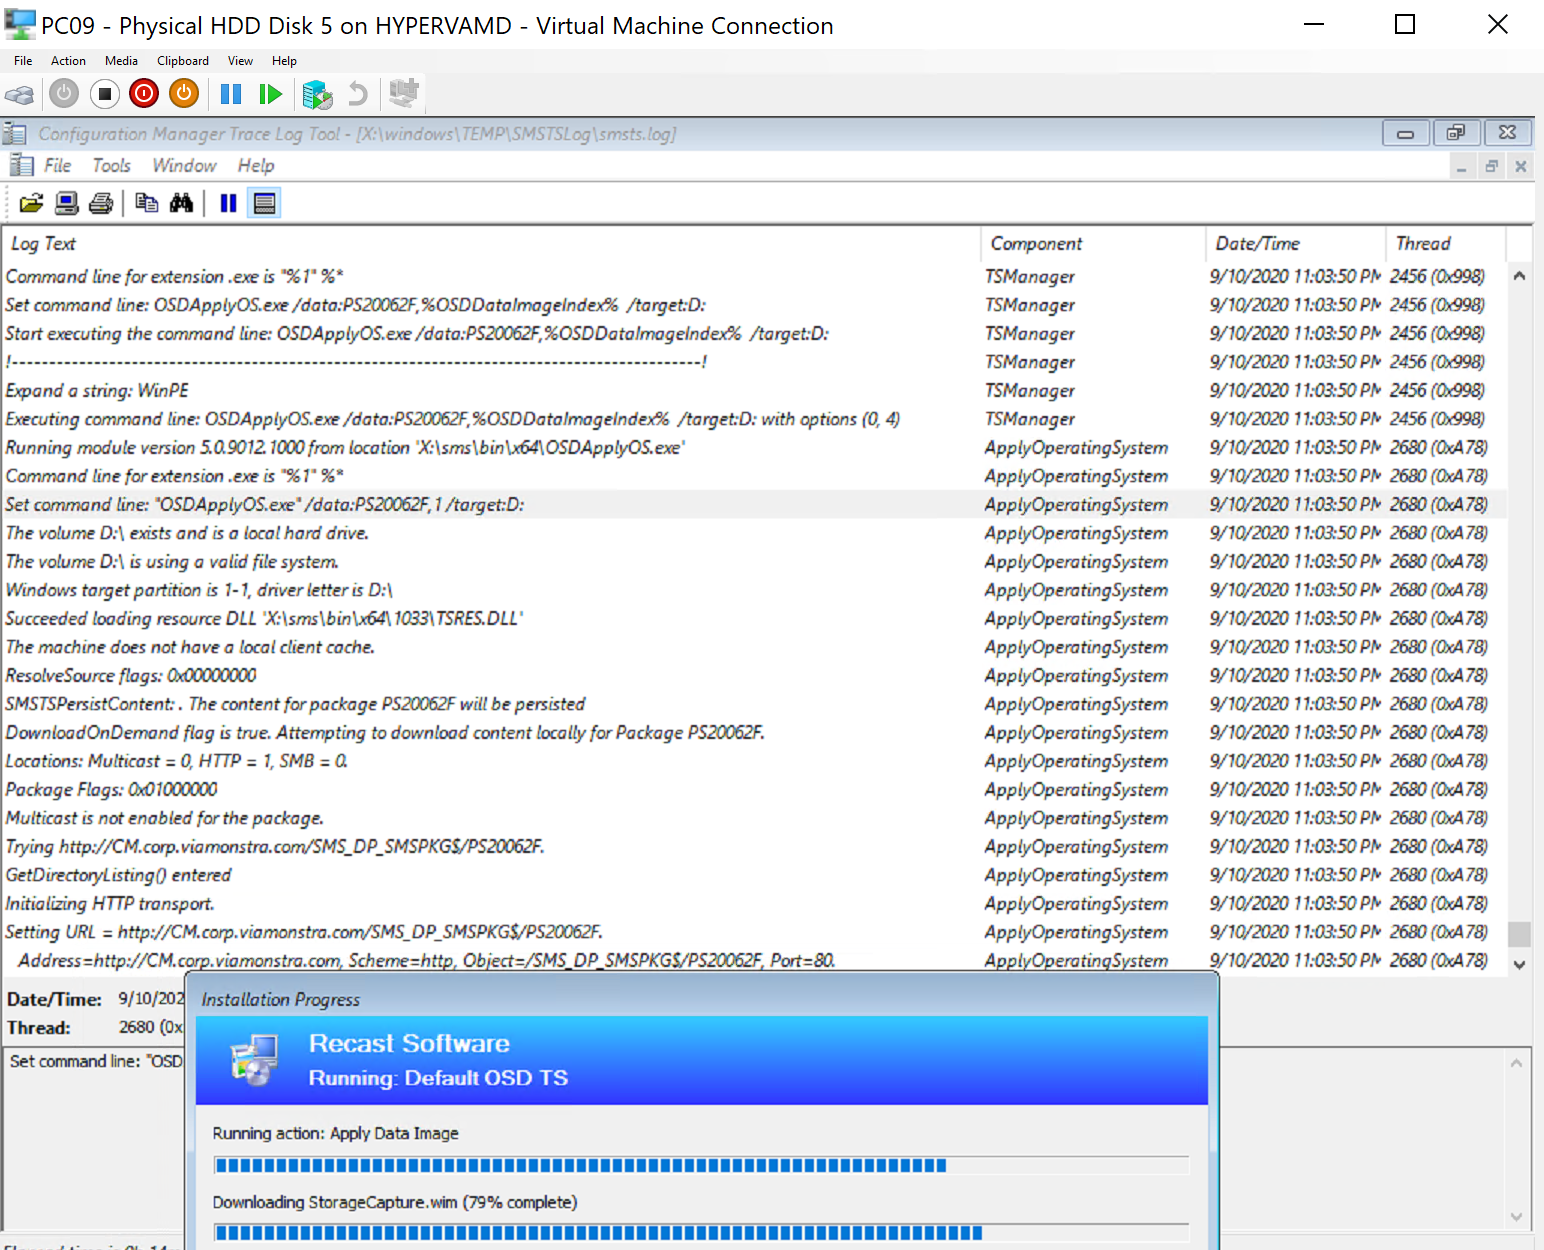 PC09 - Physical HDD Disk 5 on HYPERVAMD - Virtual Machine Connection
File Action Media Clipboard View Help
Configuration Manager Trace Log Tool - [X:\windows\TEMP\SMSTSLog\smsts.log]
File Tools Window Help
Log Text Component Date/Time Thread
Command line for extension .exe is "%1" %* TSManager 9/10/2020 11:03:50 PM 2456 (0x998)
Set command line: OSDApplyOS.exe /data:PS20062F,%OSDDataImageIndex% /target:D: TSManager 9/10/2020 11:03:50 PM 2456 (0x998)
Start executing the command line: OSDApplyOS.exe /data:PS20062F,%OSDDataImageIndex% /target:D: TSManager 9/10/2020 11:03:50 PM 2456 (0x998)
!--------------------------------------------------------------------------------------------! TSManager 9/10/2020 11:03:50 PM 2456 (0x998)
Expand a string: WinPE TSManager 9/10/2020 11:03:50 PM 2456 (0x998)
Executing command line: OSDApplyOS.exe /data:PS20062F,%OSDDataImageIndex% /target:D: with options (0, 4) TSManager 9/10/2020 11:03:50 PM 2456 (0x998)
Running module version 5.0.9012.1000 from location 'X:\sms\bin\x64\OSDApplyOS.exe' ApplyOperatingSystem 9/10/2020 11:03:50 PM 2680 (0xA78)
Command line for extension .exe is "%1" %* ApplyOperatingSystem 9/10/2020 11:03:50 PM 2680 (0xA78)
Set command line: "OSDApplyOS.exe" /data:PS20062F,1 /target:D: ApplyOperatingSystem 9/10/2020 11:03:50 PM 2680 (0xA78)
The volume D:\ exists and is a local hard drive. ApplyOperatingSystem 9/10/2020 11:03:50 PM 2680 (0xA78)
The volume D:\ is using a valid file system. ApplyOperatingSystem 9/10/2020 11:03:50 PM 2680 (0xA78)
Windows target partition is 1-1, driver letter is D:\ ApplyOperatingSystem 9/10/2020 11:03:50 PM 2680 (0xA78)
Succeeded loading resource DLL 'X:\sms\bin\x64\1033\TSRES.DLL' ApplyOperatingSystem 9/10/2020 11:03:50 PM 2680 (0xA78)
The machine does not have a local client cache. ApplyOperatingSystem 9/10/2020 11:03:50 PM 2680 (0xA78)
ResolveSource flags: 0x00000000 ApplyOperatingSystem 9/10/2020 11:03:50 PM 2680 (0xA78)
SMSTSPersistContent: . The content for package PS20062F will be persisted ApplyOperatingSystem 9/10/2020 11:03:50 PM 2680 (0xA78)
DownloadOnDemand flag is true. Attempting to download content locally for Package PS20062F. ApplyOperatingSystem 9/10/2020 11:03:50 PM 2680 (0xA78)
Locations: Multicast = 0, HTTP = 1, SMB = 0. ApplyOperatingSystem 9/10/2020 11:03:50 PM 2680 (0xA78)
Package Flags: 0x01000000 ApplyOperatingSystem 9/10/2020 11:03:50 PM 2680 (0xA78)
Multicast is not enabled for the package. ApplyOperatingSystem 9/10/2020 11:03:50 PM 2680 (0xA78)
Trying http://CM.corp.viamonstra.com/SMS_DP_SMSPKG$/PS20062F. ApplyOperatingSystem 9/10/2020 11:03:50 PM 2680 (0xA78)
GetDirectoryListing() entered ApplyOperatingSystem 9/10/2020 11:03:50 PM 2680 (0xA78)
Initializing HTTP transport. ApplyOperatingSystem 9/10/2020 11:03:50 PM 2680 (0xA78)
Setting URL = http://CM.corp.viamonstra.com/SMS_DP_SMSPKG$/PS20062F. ApplyOperatingSystem 9/10/2020 11:03:50 PM 2680 (0xA78)
Address=http://CM.corp.viamonstra.com, Scheme=http, Object=/SMS_DP_SMSPKG$/PS20062F, Port=80. ApplyOperatingSystem 9/10/2020 11:03:50 PM 2680 (0xA78)
Date/Time: 9/10/202
Thread: 2680 (0x
Set command line: "OSD
Installation Progress
Recast Software
Running: Default OSD TS
Running action: Apply Data Image
Downloading StorageCapture.wim (79% complete)